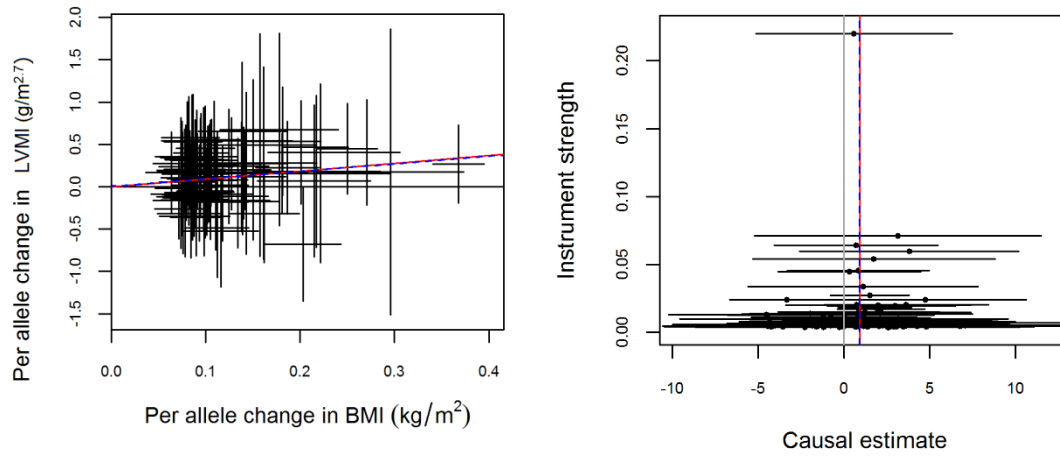 Per allele change in LVMI (g/m2.7)
2.0
1.5
1.0
0.5
0.0
-0.5
-1.0
-1.5
0.0 0.1 0.2 0.3 0.4
Per allele change in BMI (kg/m²)
Instrument strength
0.20
0.15
0.10
0.05
0.00
-10 -5 0 5 10
Causal estimate